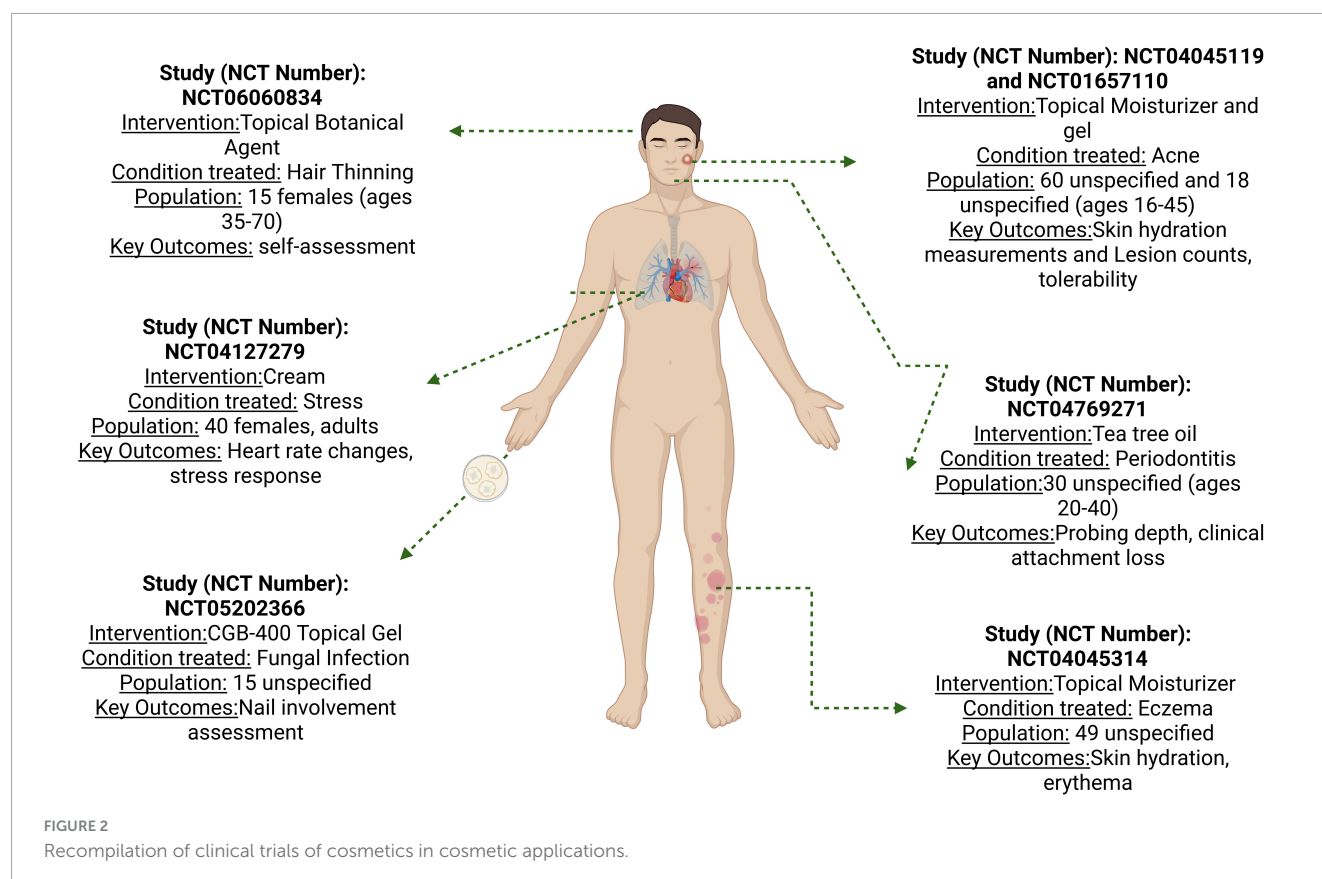 Study (NCT Number):
NCT06060834
Intervention:Topical Botanical
Agent
Condition treated: Hair Thinning
Population: 15 females (ages
35-70)
Key Outcomes: self-assessment
Study (NCT Number):
NCT04127279
Intervention:Cream
Condition treated: Stress
Population: 40 females, adults
Key Outcomes: Heart rate changes,
stress response
Study (NCT Number):
NCT05202366
Intervention:CGB-400 Topical Gel
Condition treated: Fungal Infection
Population: 15 unspecified
Key Outcomes:Nail involvement
assessment
Study (NCT Number): NCT04045119
and NCT01657110
Intervention:Topical Moisturizer and
gel
Condition treated: Acne
Population: 60 unspecified and 18
unspecified (ages 16-45)
Key Outcomes:Skin hydration
measurements and Lesion counts,
tolerability
Study (NCT Number):
NCT04769271
Intervention:Tea tree oil
Condition treated: Periodontitis
Population:30 unspecified (ages
20-40)
Key Outcomes:Probing depth, clinical
attachment loss
Study (NCT Number):
NCT04045314
Intervention:Topical Moisturizer
Condition treated: Eczema
Population: 49 unspecified
Key Outcomes:Skin hydration,
erythema
FIGURE 2
Recompilation of clinical trials of cosmetics in cosmetic applications.